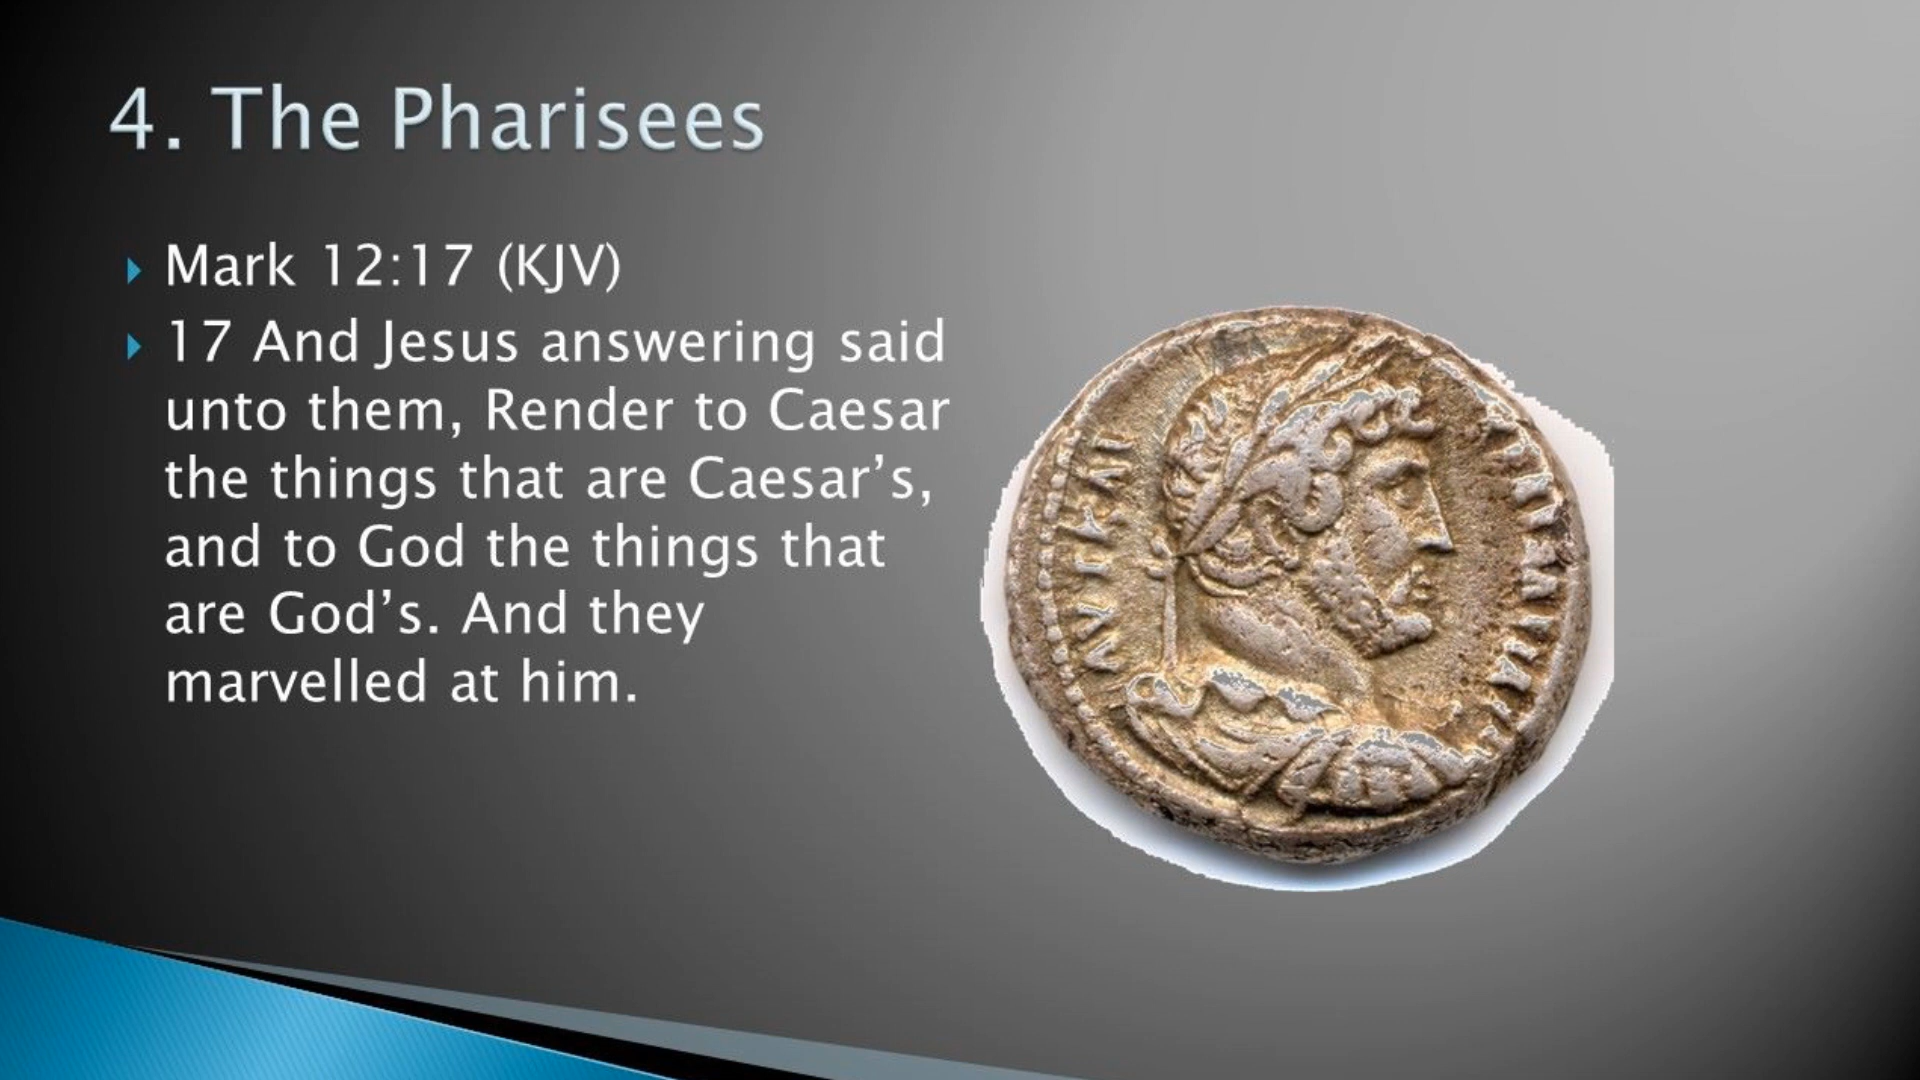 4. The Pharisees
Mark 12:17 (KJV)
17 And Jesus answering said
unto them, Render to Caesar
the things that are Caesar’s,
and to God the things that
are God’s. And they
marvelled at him.